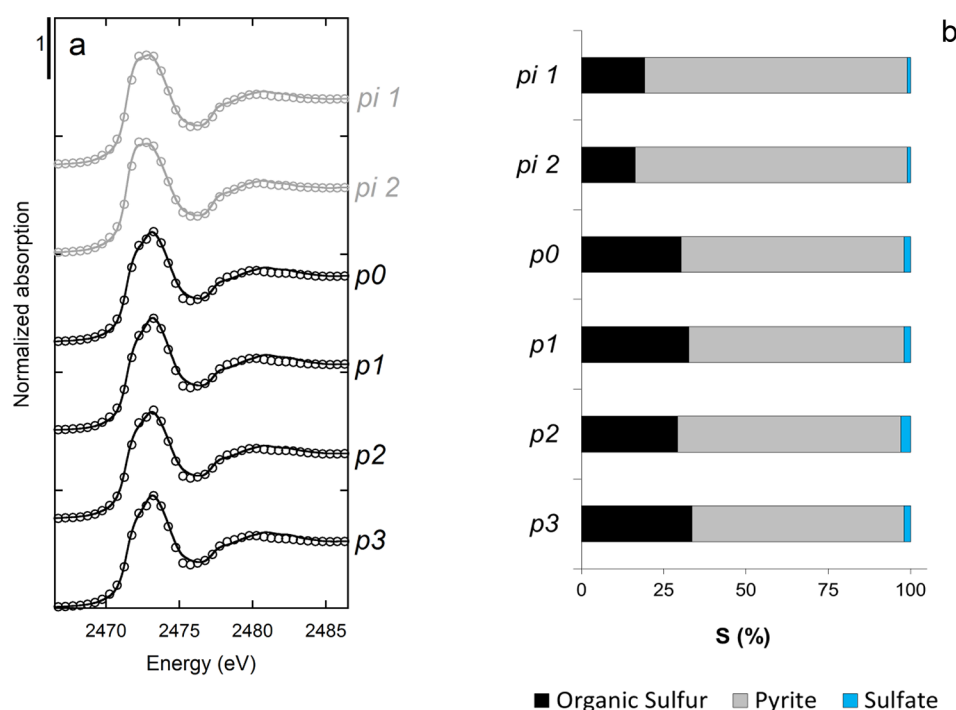 a
1
pi 1
pi 2
p0
p1
p2
p3
Normalized absorption
2470 2475 2480 2485
Energy (eV)
b
pi 1
pi 2
p0
p1
p2
p3
0 25 50 75 100
S (%)
Organic Sulfur Pyrite Sulfate